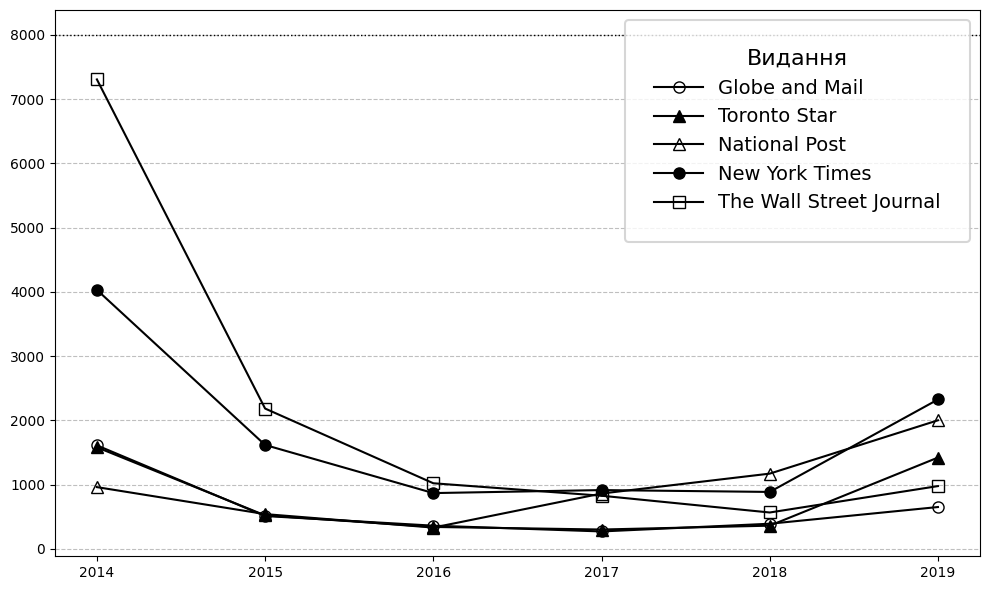 Видання
Globe and Mail
Toronto Star
National Post
New York Times
The Wall Street Journal
8000
7000
6000
5000
4000
3000
2000
1000
0
2014 2015 2016 2017 2018 2019